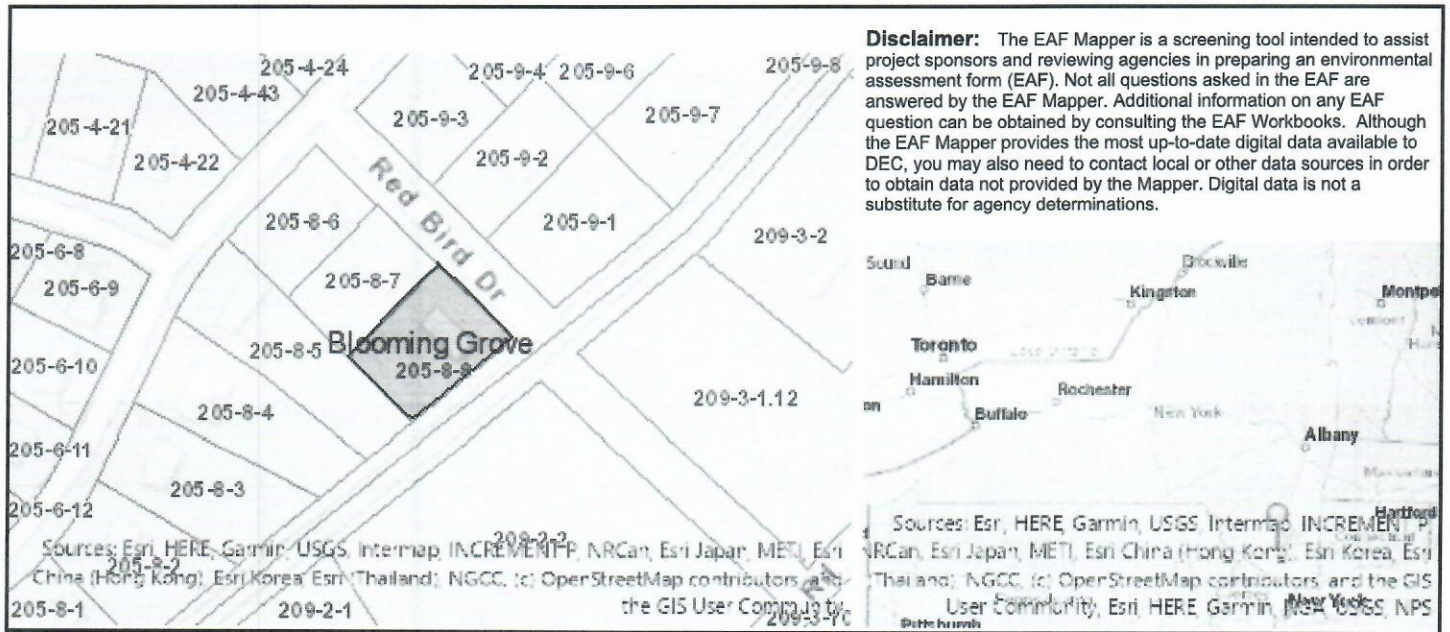 Disclaimer: The EAF Mapper is a screening tool intended to assist
project sponsors and reviewing agencies in preparing an environmental
assessment form (EAF). Not all questions asked in the EAF are
answered by the EAF Mapper. Additional information on any EAF
question can be obtained by consulting the EAF Workbooks. Although
the EAF Mapper provides the most up-to-date digital data available to
DEC, you may also need to contact local or other data sources in order
to obtain data not provided by the Mapper. Digital data is not a
substitute for agency determinations.
205-4-24
205-9-4
205-9-6
205-9-8
205-4-43
205-4-21
205-9-3
205-9-7
205-4-22
205-9-2
Red Bird Dr
205-8-6
205-9-1
209-3-2
205-6-8
205-8-7
205-6-9
Blooming Grove
205-8-5
205-8-8
205-6-10
209-3-1.12
205-8-4
205-6-11
205-8-3
205-6-12
209-2-2
205-8-2
Sources: Esri, HERE, Garmin, USGS, Intermap, INCREMENT P, NRCan, Esri Japan, METI, Esri
China (Hong Kong), Esri Korea, Esri (Thailand), NGCC, (c) OpenStreetMap contributors, and
the GIS User Community
205-8-1
209-2-1
Sound
Barrie
Brockville
Kingston
Montpel
Vermont
Toronto
Lake Ontario
Hamilton
Rochester
Buffalo
New York
Albany
Hartford
Sources: Esri, HERE, Garmin, USGS, Intermap, INCREMENT P,
NRCan, Esri Japan, METI, Esri China (Hong Kong), Esri Korea, Esri
(Thailand), NGCC, (c) OpenStreetMap contributors, and the GIS
User Community, Esri, HERE, Garmin, USGS, NPS
New York
Pittsburgh